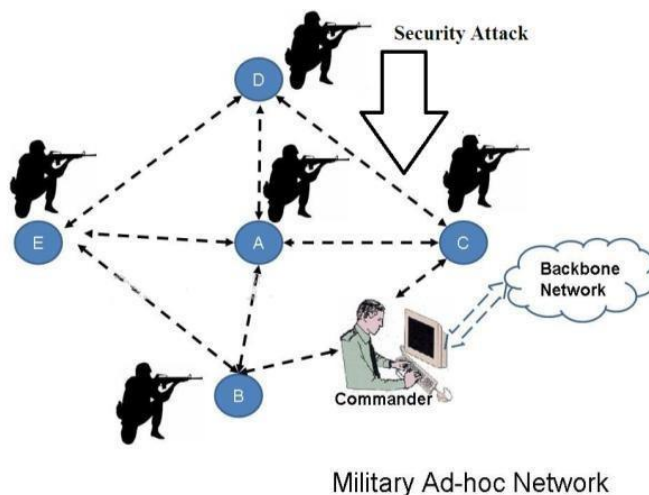 Security Attack
D
E
A
C
Backbone
Network
B
Commander
Military Ad-hoc Network